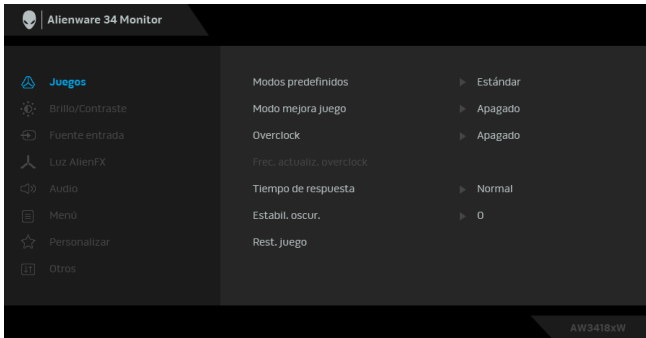 Alienware 34 Monitor
Juegos
Brillo/Contraste
Fuente entrada
Luz AlienFX
Audio
Menú
Personalizar
Otros
Modos predefinidos Estándar
Modo mejora juego Apagado
Overclock Apagado
Frec. actualiz. overclock
Tiempo de respuesta Normal
Estabil. oscur. 0
Rest. juego
AW3418xW